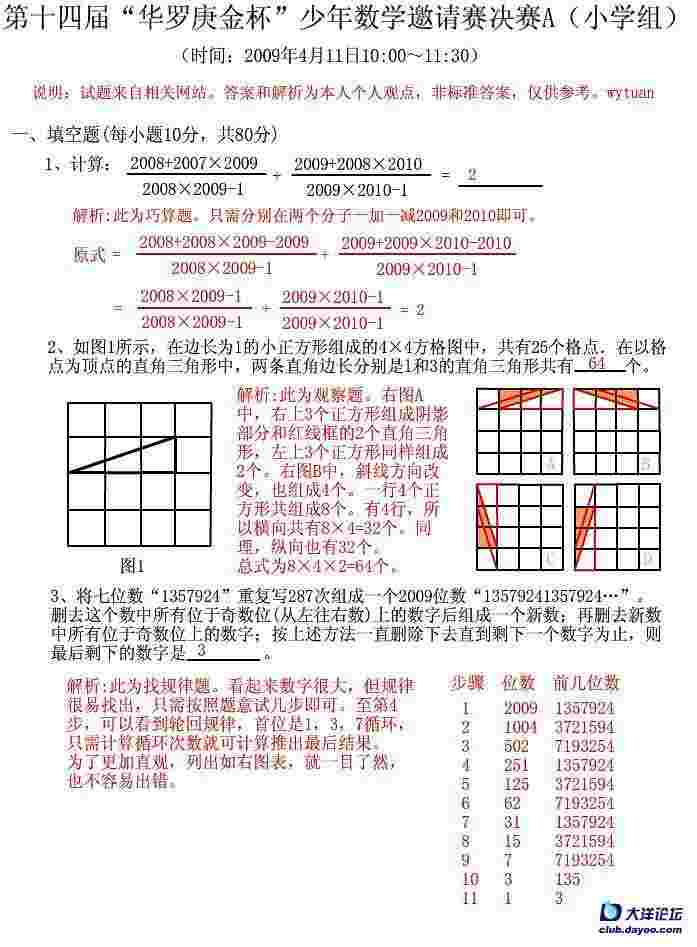 第十四届“华罗庚金杯”少年数学邀请赛决赛A（小学组）
（时间：2009年4月11日10:00～11:30）
说明：试题来自相关网站。答案和解析为本人个人观点，非标准答案，仅供参考。wytuan
一、填空题(每小题10分，共80分)
1、计算： (2008+2007×2009)/(2008×2009-1) + (2009+2008×2010)/(2009×2010-1) = 2
解析:此为巧算题。只需分别在两个分子一加一减2009和2010即可。
原式 = (2008+2008×2009-2009)/(2008×2009-1) + (2009+2009×2010-2010)/(2009×2010-1)
= (2008×2009-1)/(2008×2009-1) + (2009×2010-1)/(2009×2010-1) = 2
2、如图1所示，在边长为1的小正方形组成的4×4方格图中，共有25个格点．在以格
点为顶点的直角三角形中，两条直角边长分别是1和3的直角三角形共有 64 个。
图1
解析:此为观察题。右图A
中，右上3个正方形组成阴影
部分和红线框的2个直角三角
形，左上3个正方形同样组成
2个。右图B中，斜线方向改
变，也组成4个。一行4个正
方形共组成8个。有4行，所
以横向共有8×4=32个。同
理，纵向也有32个。
总式为8×4×2=64个。
A B
C D
3、将七位数“1357924”重复写287次组成一个2009位数“13579241357924…”。
删去这个数中所有位于奇数位(从左往右数)上的数字后组成一个新数；再删去新数
中所有位于奇数位上的数字；按上述方法一直删除下去直到剩下一个数字为止，则
最后剩下的数字是 3 。
解析:此为找规律题。看起来数字很大，但规律
很易找出，只需按照题意试几步即可。至第4
步，可以看到轮回规律，首位是1，3，7循环，
只需计算循环次数就可计算推出最后结果。
为了更加直观，列出如右图表，就一目了然，
也不容易出错。
步骤 位数 前几位数
1 2009 1357924
2 1004 3721594
3 502 7193254
4 251 1357924
5 125 3721594
6 62 7193254
7 31 1357924
8 15 3721594
9 7 7193254
10 3 135
11 1 3
大洋论坛
club.dayoo.com